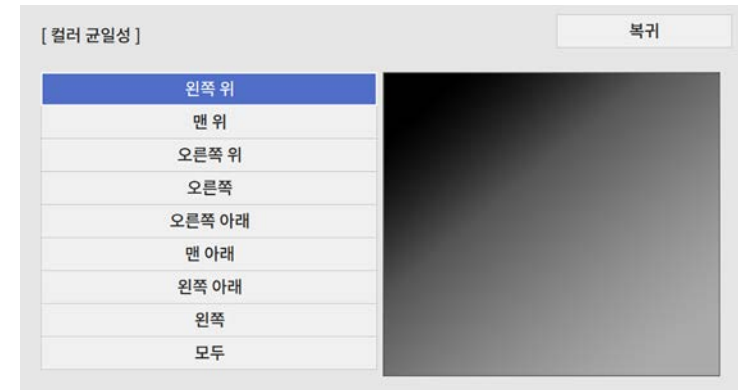 [ 컬러 균일성 ]
복귀
왼쪽 위
맨 위
오른쪽 위
오른쪽
오른쪽 아래
맨 아래
왼쪽 아래
왼쪽
모두